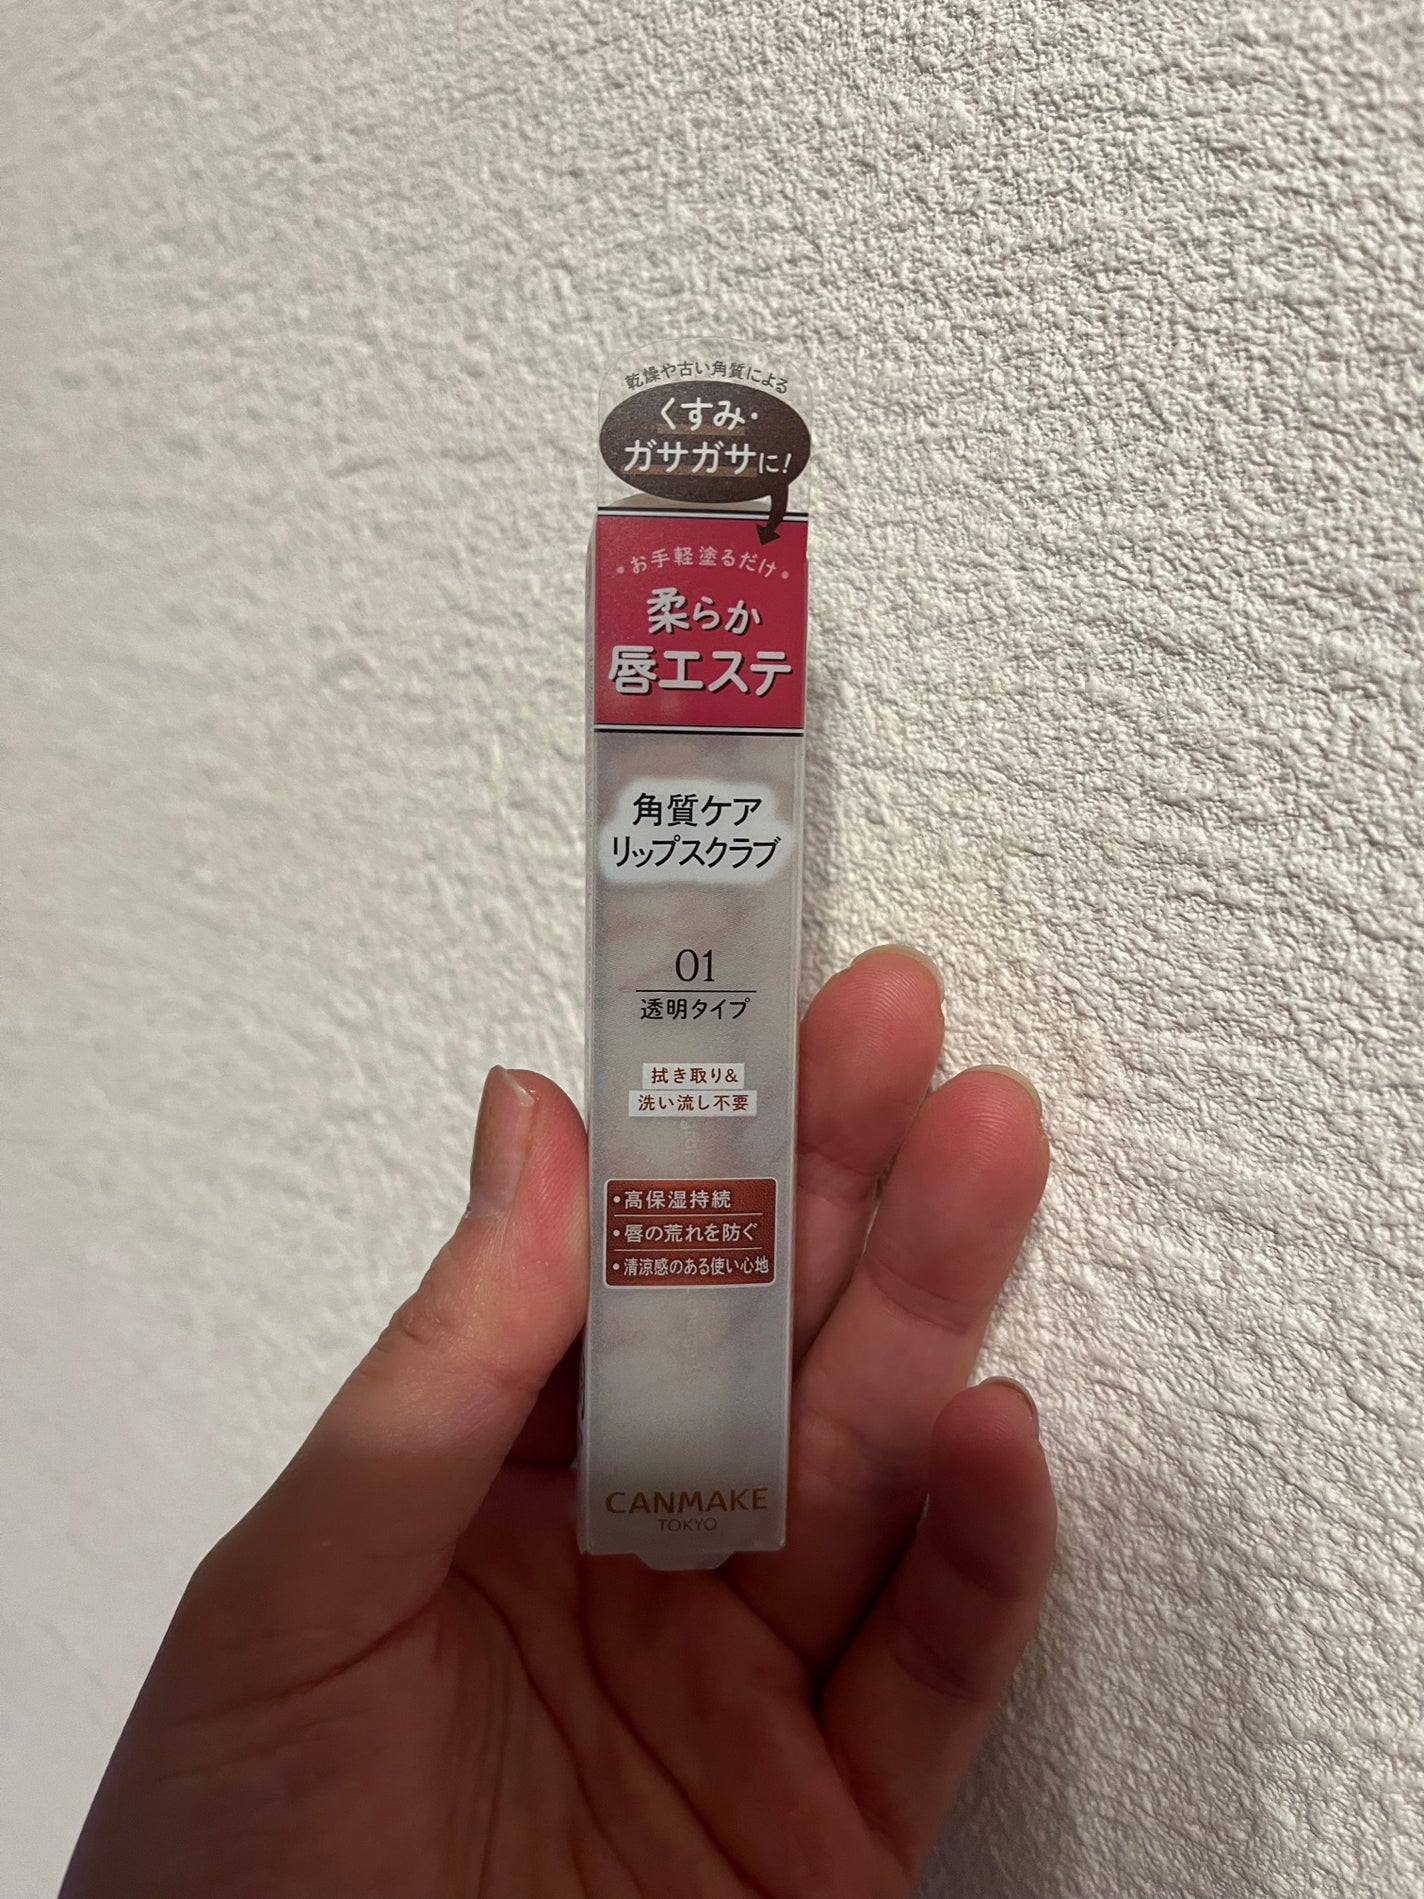 乾燥や古い角質による
くすみ・
ガサガサに!
•お手軽塗るだけ•
柔らか
唇エステ
角質ケア
リップスクラブ
01
透明タイプ
拭き取り&
洗い流し不要
•高保湿持続
•唇の荒れを防ぐ
•清涼感のある使い心地
CANMAKE
TOKYO